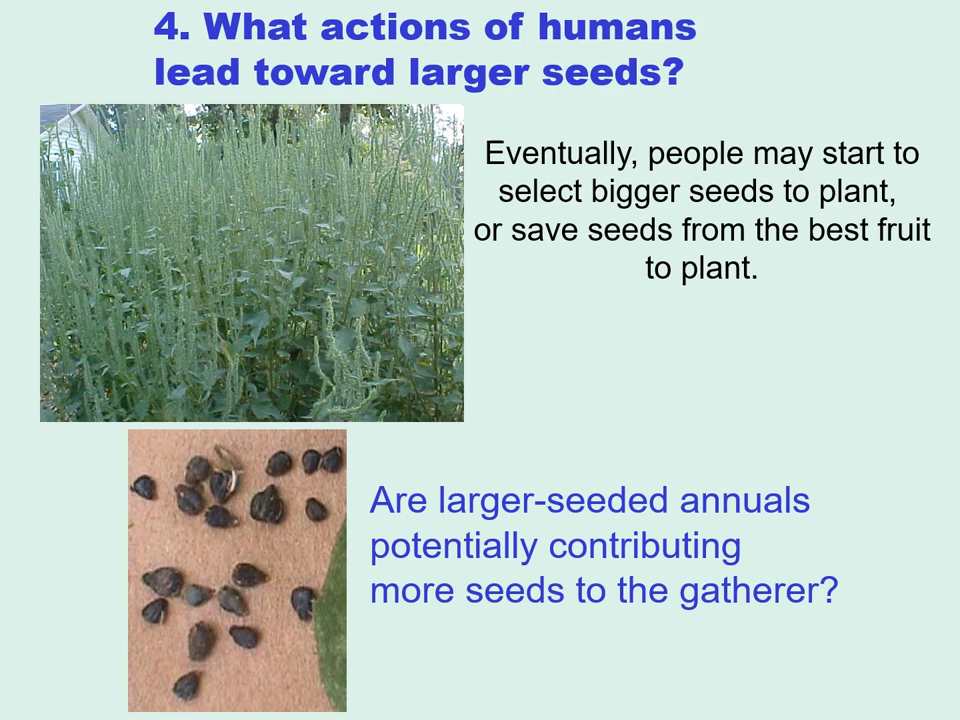 4. What actions of humans
lead toward larger seeds?
Eventually, people may start to
select bigger seeds to plant,
or save seeds from the best fruit
to plant.
Are larger-seeded annuals
potentially contributing
more seeds to the gatherer?